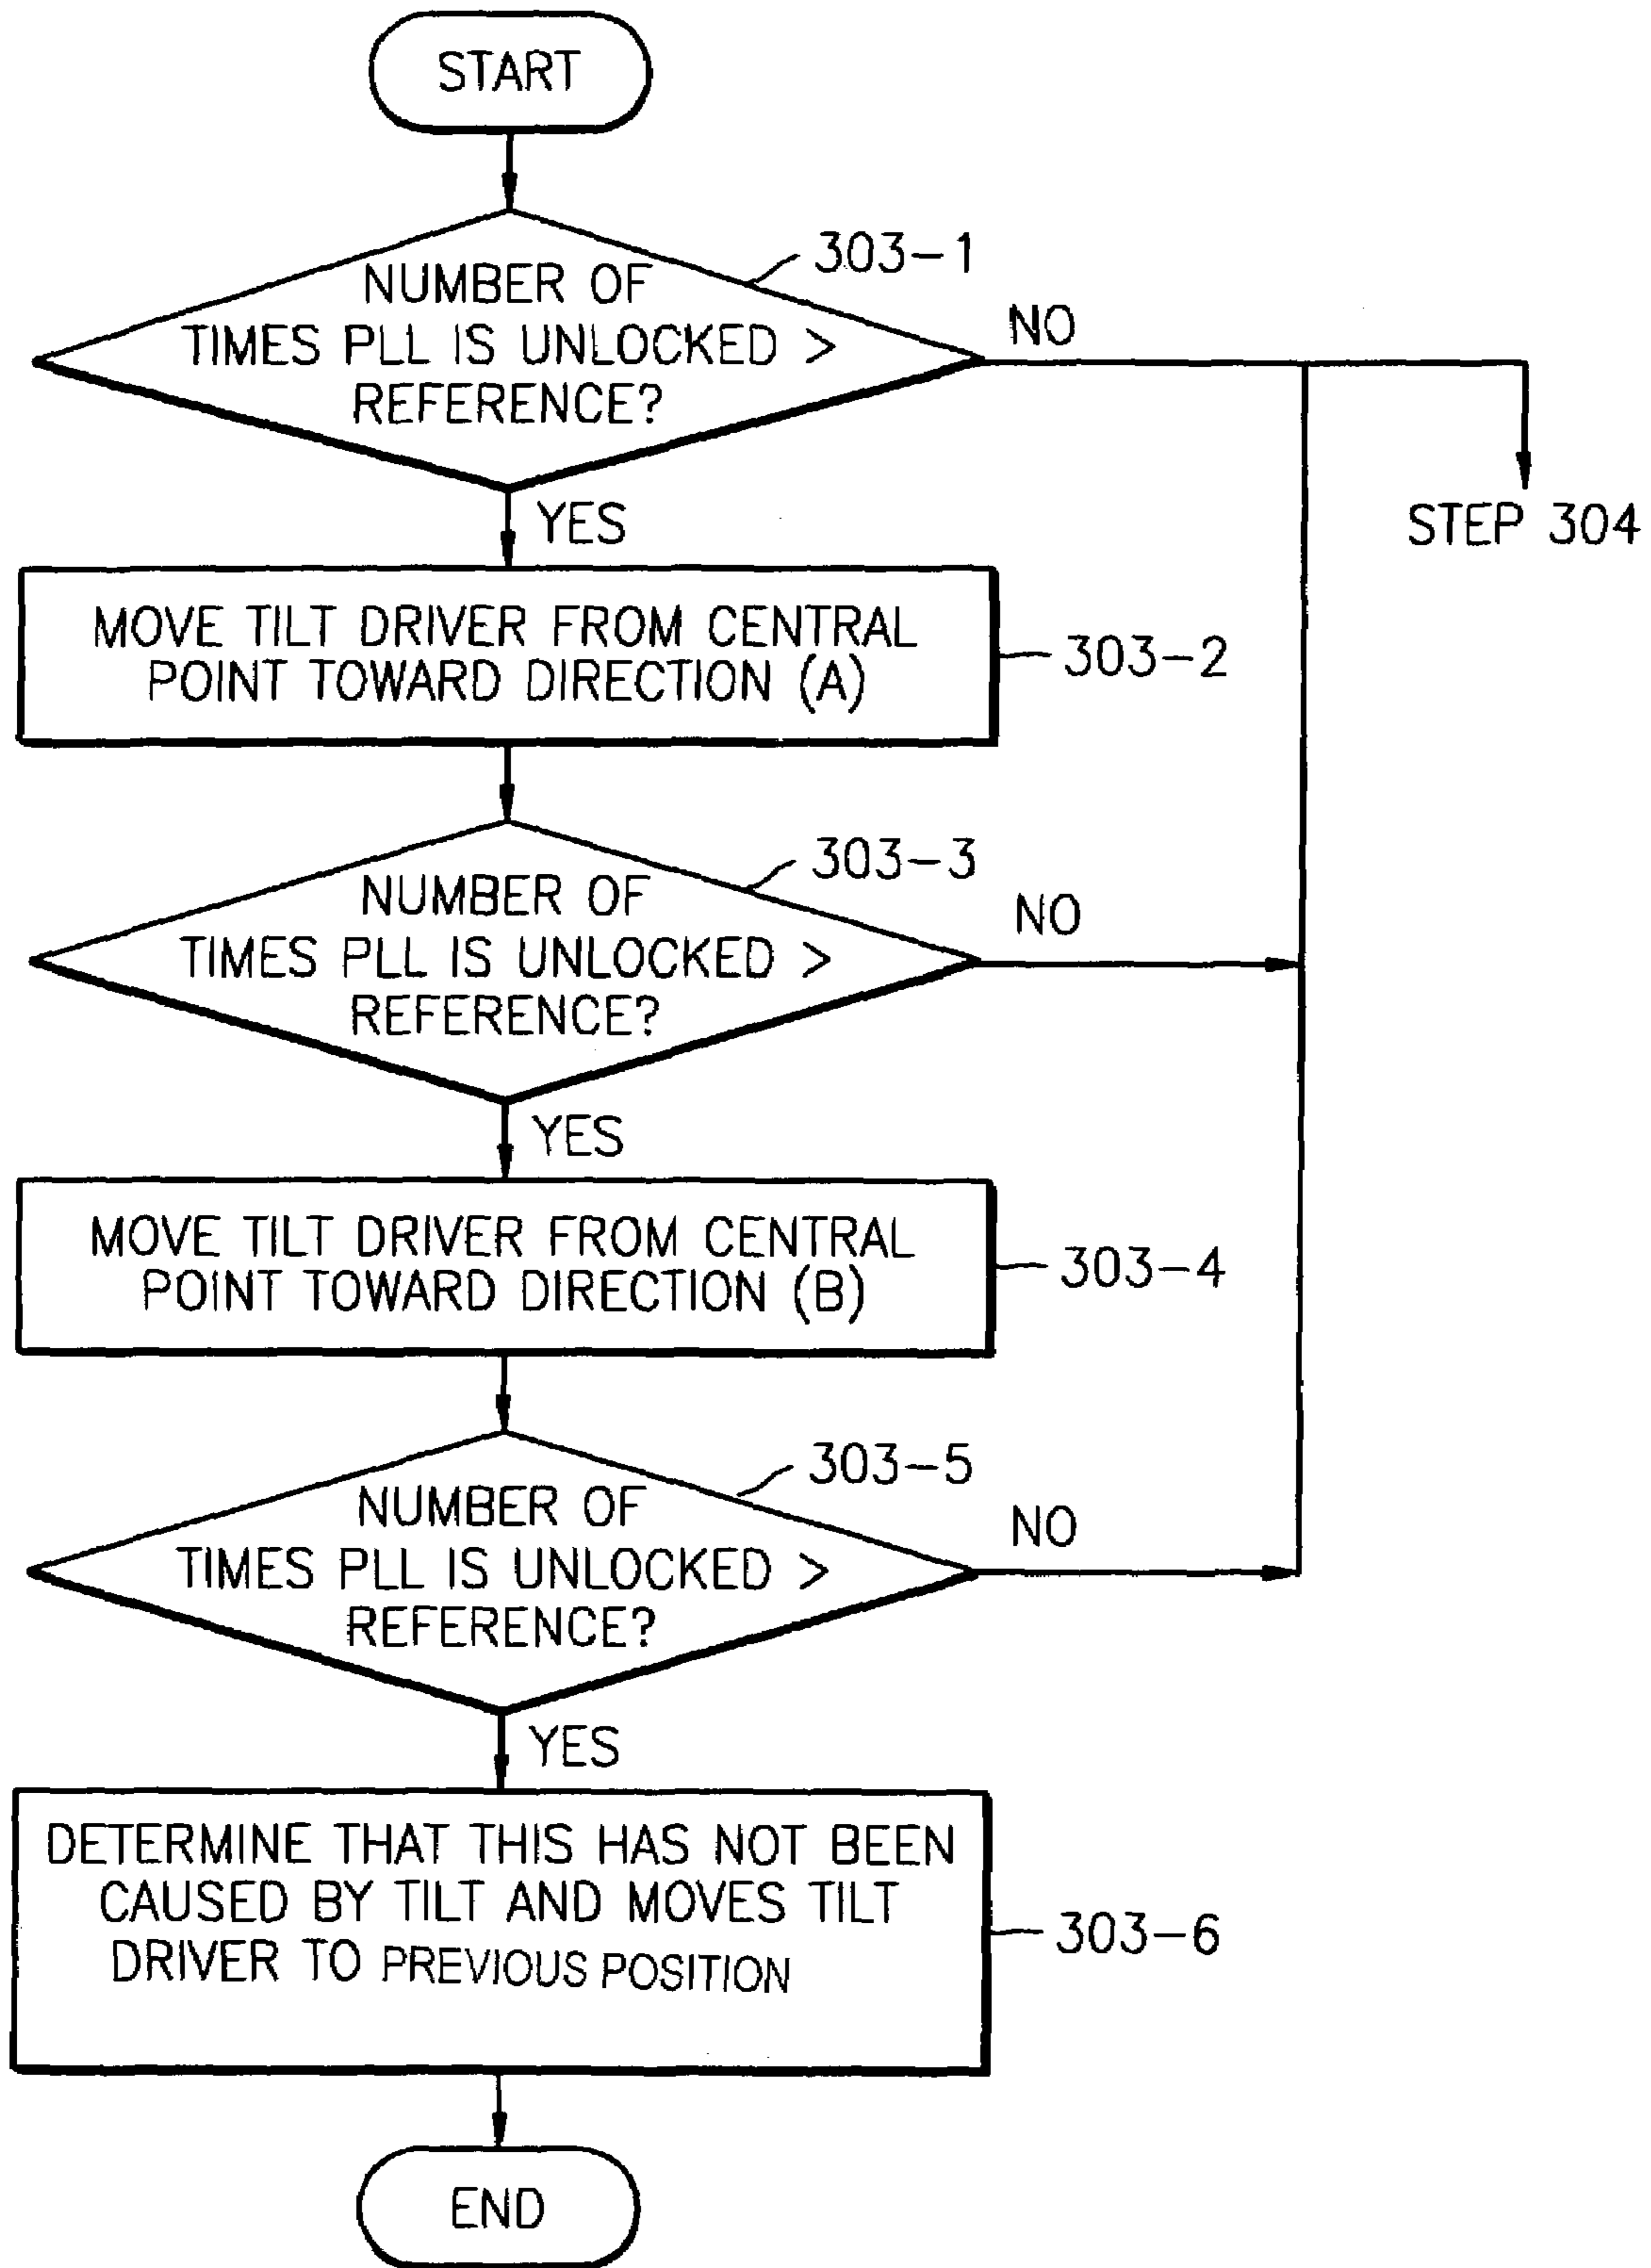 START
303-1
NUMBER OF
TIMES PLL IS UNLOCKED >
REFERENCE?
NO
STEP 304
YES
MOVE TILT DRIVER FROM CENTRAL
POINT TOWARD DIRECTION (A)
303-2
303-3
NUMBER OF
TIMES PLL IS UNLOCKED >
REFERENCE?
NO
YES
MOVE TILT DRIVER FROM CENTRAL
POINT TOWARD DIRECTION (B)
303-4
303-5
NUMBER OF
TIMES PLL IS UNLOCKED >
REFERENCE?
NO
YES
DETERMINE THAT THIS HAS NOT BEEN
CAUSED BY TILT AND MOVES TILT
DRIVER TO PREVIOUS POSITION
303-6
END